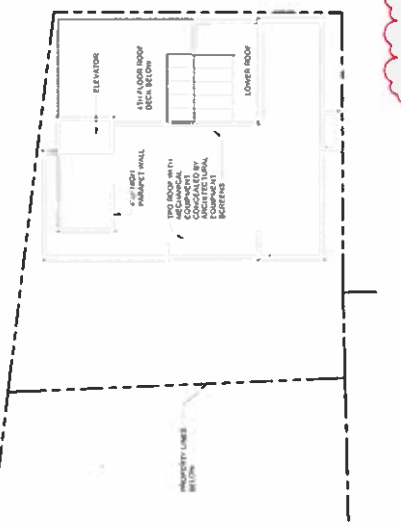 ELEVATOR
4TH FLOOR ROOF
DECK BELOW
LOWER ROOF
HIGH
PARAPET WALL
TPO ROOF WITH
MECHANICAL
EQUIPMENT
CONCEALED BY
ARCHITECTURAL
EQUIPMENT
SCREENS
PROPERTY LINES
BELOW